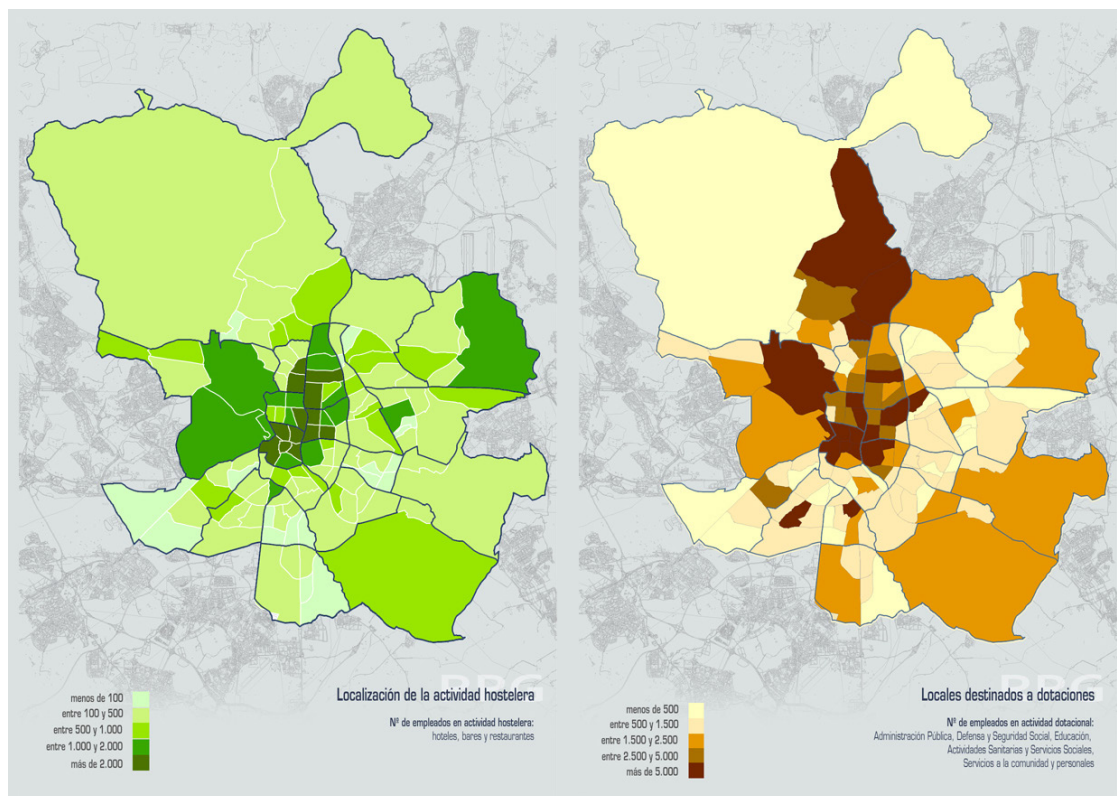 Localización de la actividad hostelera
Nº de empleados en actividad hostelera:
hoteles, bares y restaurantes
menos de 100
entre 100 y 500
entre 500 y 1.000
entre 1.000 y 2.000
más de 2.000
Locales destinados a dotaciones
Nº de empleados en actividad dotacional:
Administración Pública, Defensa y Seguridad Social, Educación,
Actividades Sanitarias y Servicios Sociales,
Servicios a la comunidad y personales
menos de 500
entre 500 y 1.500
entre 1.500 y 2.500
entre 2.500 y 5.000
más de 5.000